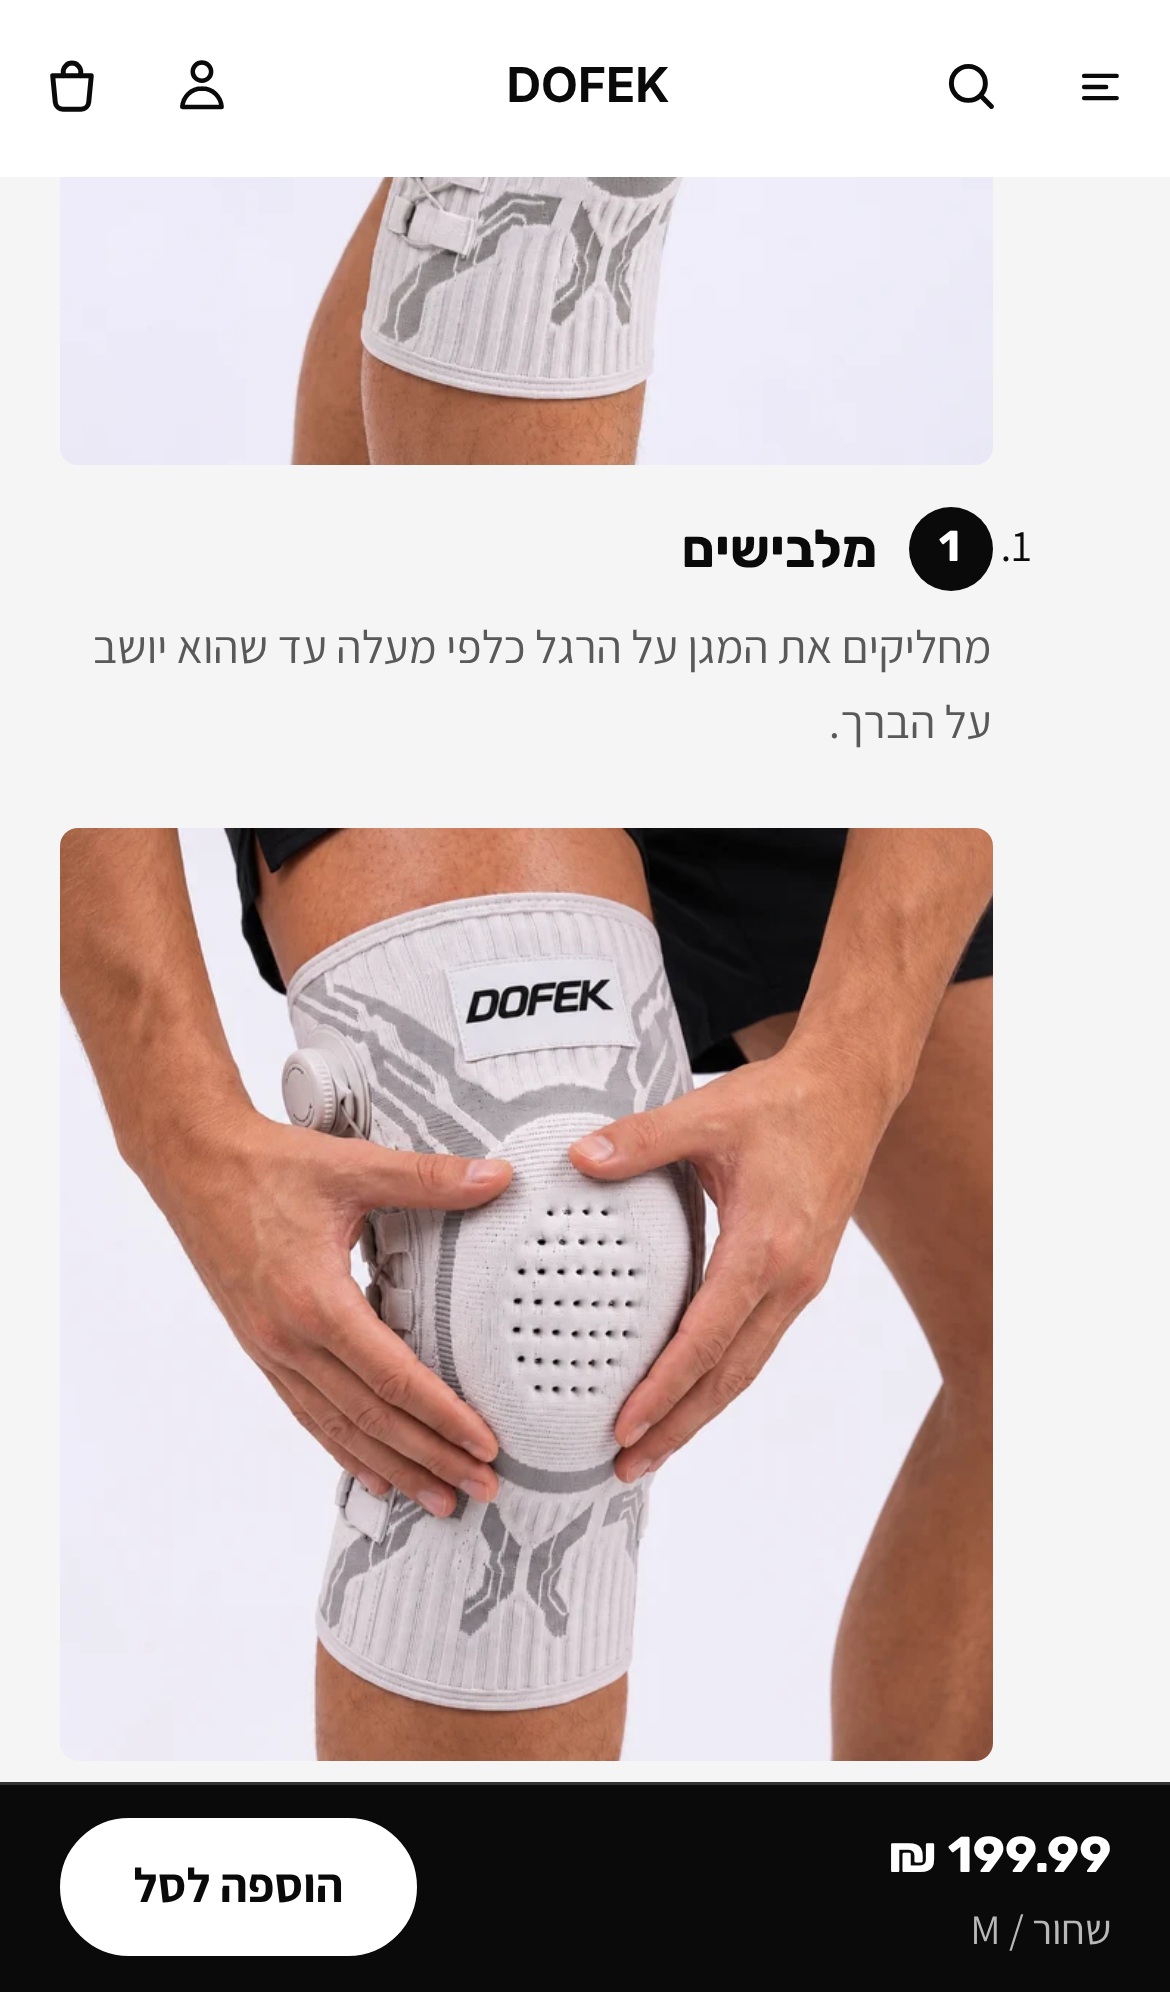 DOFEK
1. 1 מלבישים
מחליקים את המגן על הרגל כלפי מעלה עד שהוא יושב
על הברך.
DOFEK
199.99 ₪
שחור / M
הוספה לסל